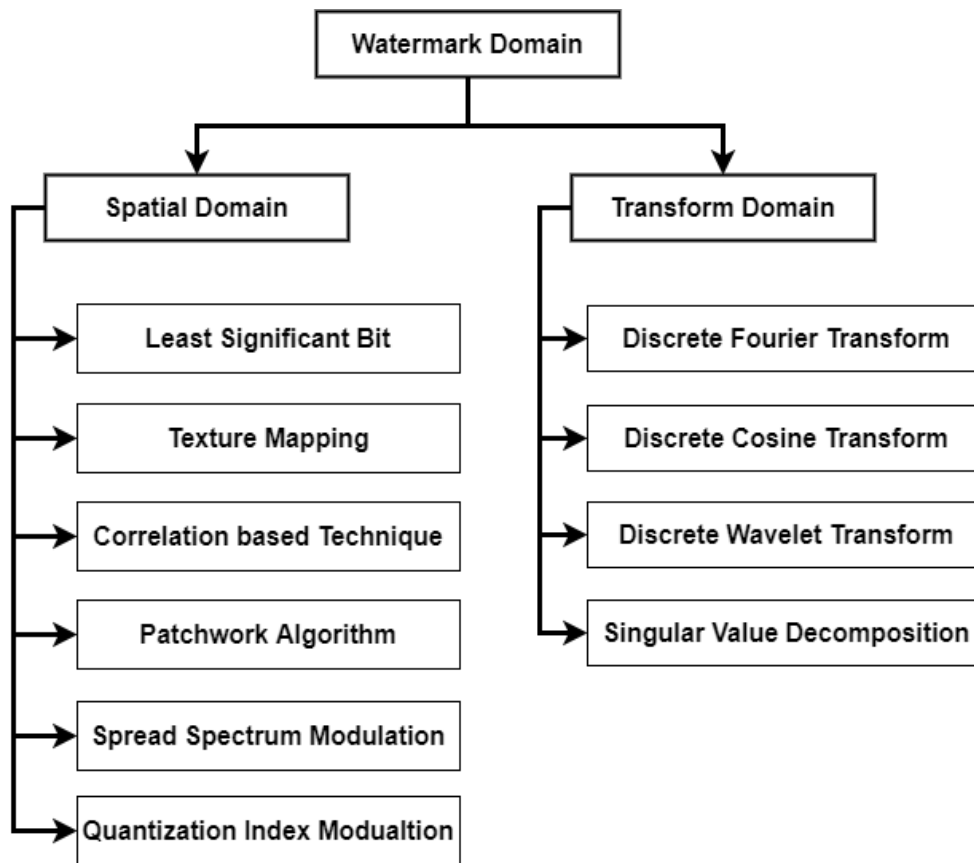 Watermark Domain
Spatial Domain
Transform Domain
Least Significant Bit
Texture Mapping
Correlation based Technique
Patchwork Algorithm
Spread Spectrum Modulation
Quantization Index Modualtion
Discrete Fourier Transform
Discrete Cosine Transform
Discrete Wavelet Transform
Singular Value Decomposition